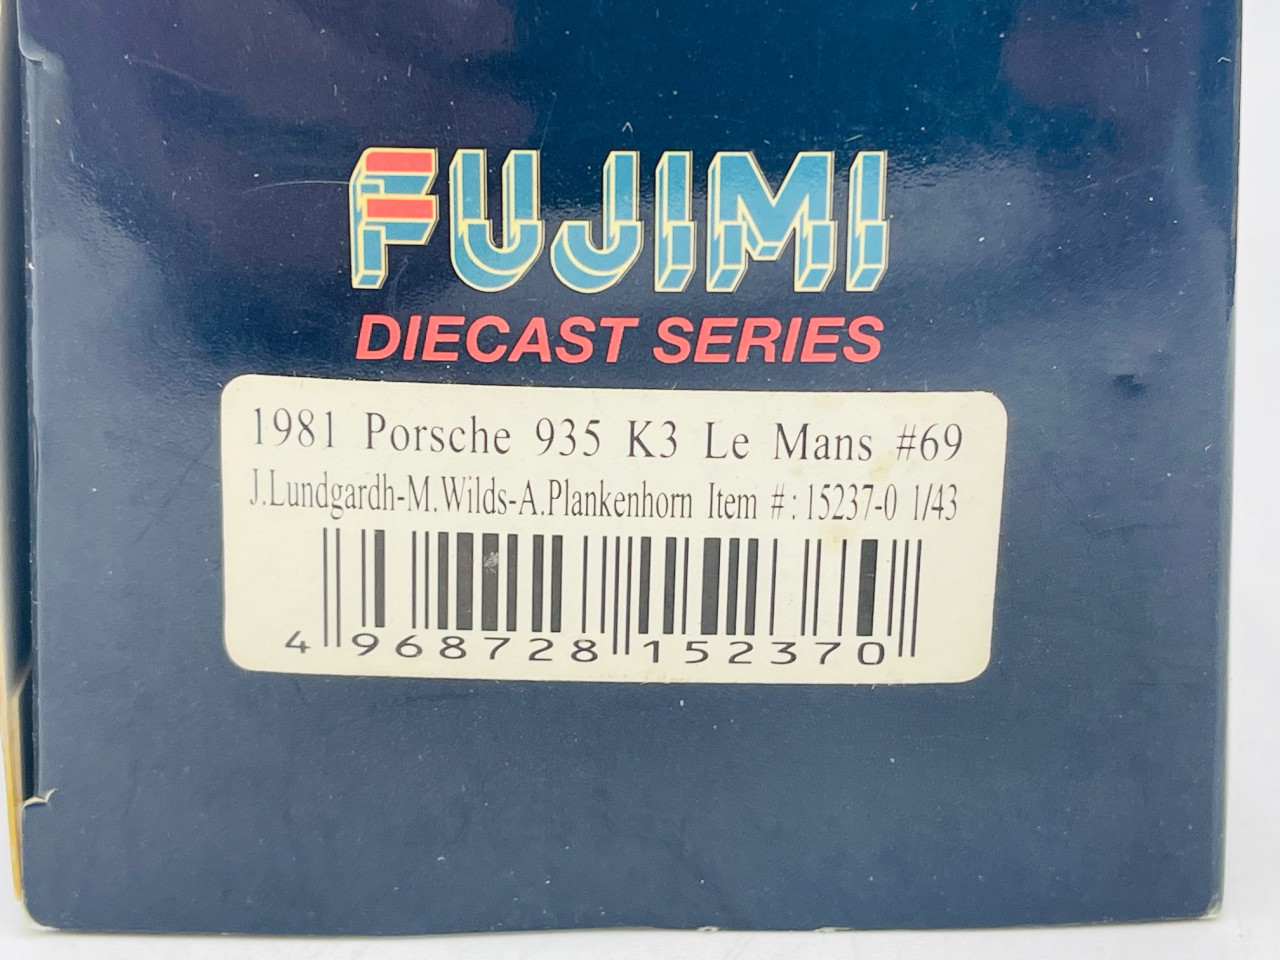 FUJIMI
DIECAST SERIES
1981 Porsche 935 K3 Le Mans #69
J.Lundgardh-M.Wilds-A.Plankenhorn Item #:15237-0 1/43
4 968728 152370